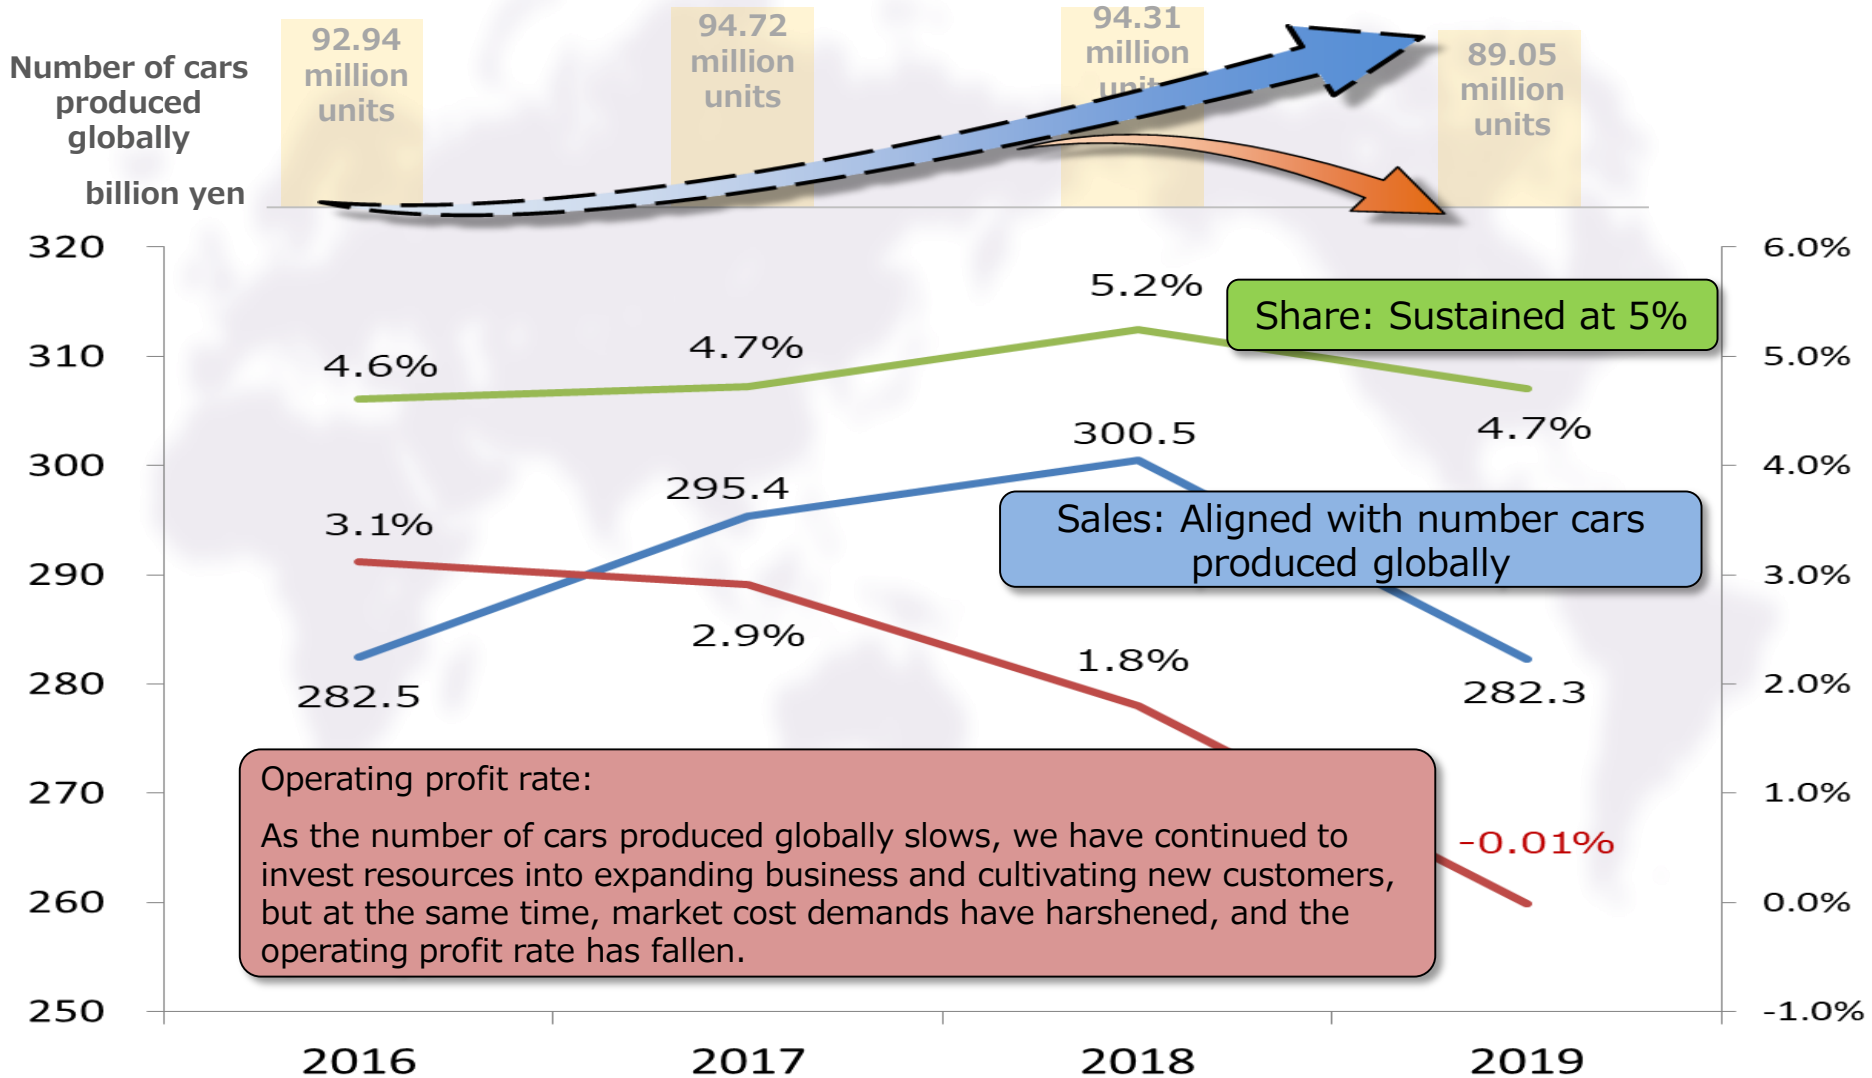 92.94
million
units
94.72
million
units
94.31
million
units
89.05
million
units
Number of cars
produced
globally
billion yen
320
310
300
290
280
270
260
250
6.0%
5.0%
4.0%
3.0%
2.0%
1.0%
0.0%
-1.0%
4.6%
4.7%
5.2%
4.7%
Share: Sustained at 5%
282.5
295.4
300.5
282.3
Sales: Aligned with number cars
produced globally
3.1%
2.9%
1.8%
-0.01%
Operating profit rate:
As the number of cars produced globally slows, we have continued to
invest resources into expanding business and cultivating new customers,
but at the same time, market cost demands have harshened, and the
operating profit rate has fallen.
2016
2017
2018
2019